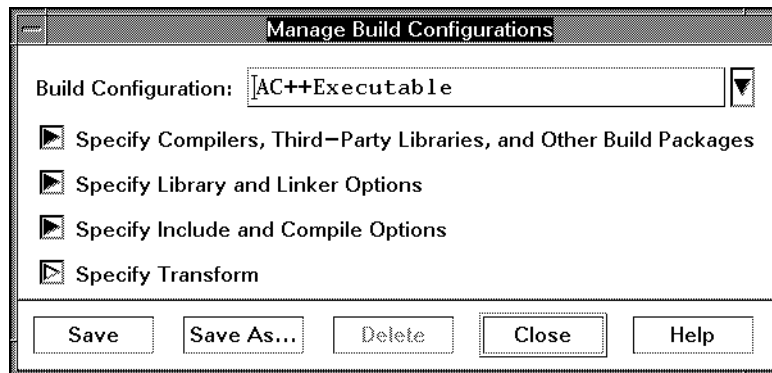 Manage Build Configurations
Build Configuration: AC++Executable
Specify Compilers, Third-Party Libraries, and Other Build Packages
Specify Library and Linker Options
Specify Include and Compile Options
Specify Transform
Save Save As... Delete Close Help